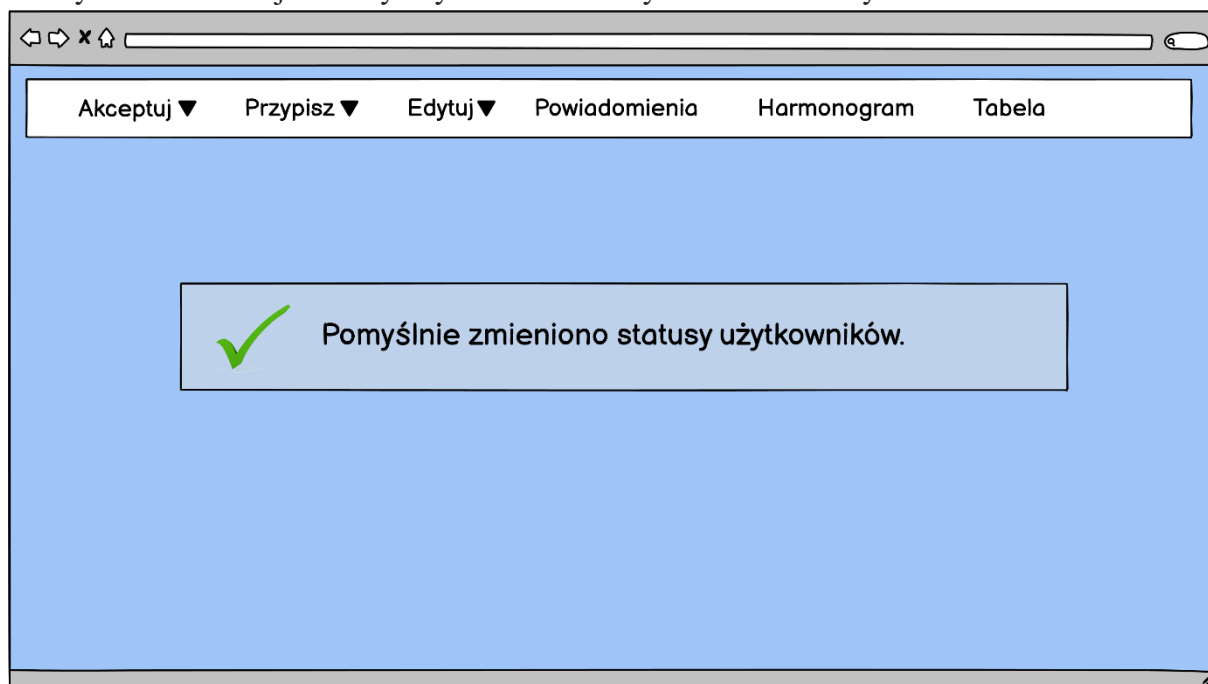 Akceptuj ▼ Przypisz ▼ Edytuj ▼ Powiadomienia Harmonogram Tabela
Pomyślnie zmieniono statusy użytkowników.